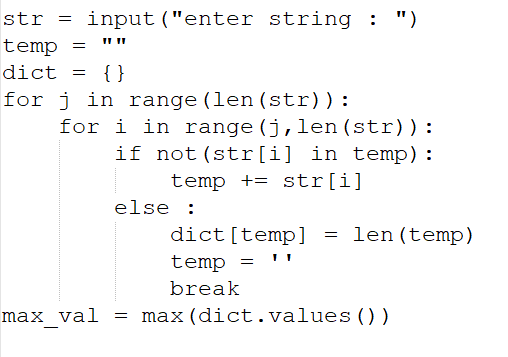 str = input("enter string : ")
temp = ""
dict = {}
for j in range(len(str)):
    for i in range(j,len(str)):
        if not(str[i] in temp):
            temp += str[i]
        else :
            dict[temp] = len(temp)
            temp = ''
            break
max_val = max(dict.values())